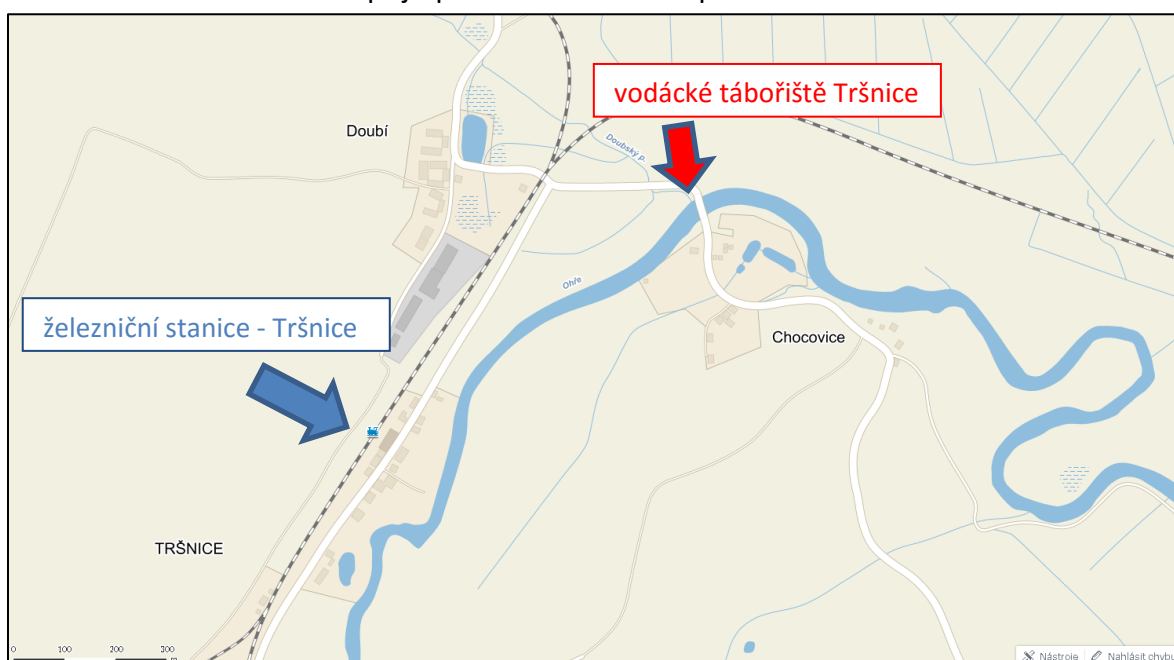 vodácké tábořiště Tršnice
Doubí
Doubský p.
železniční stanice - Tršnice
Ohře
Chocovice
TRŠNICE
0 100 200 300
m
Nástroje
Nahlásit chybu